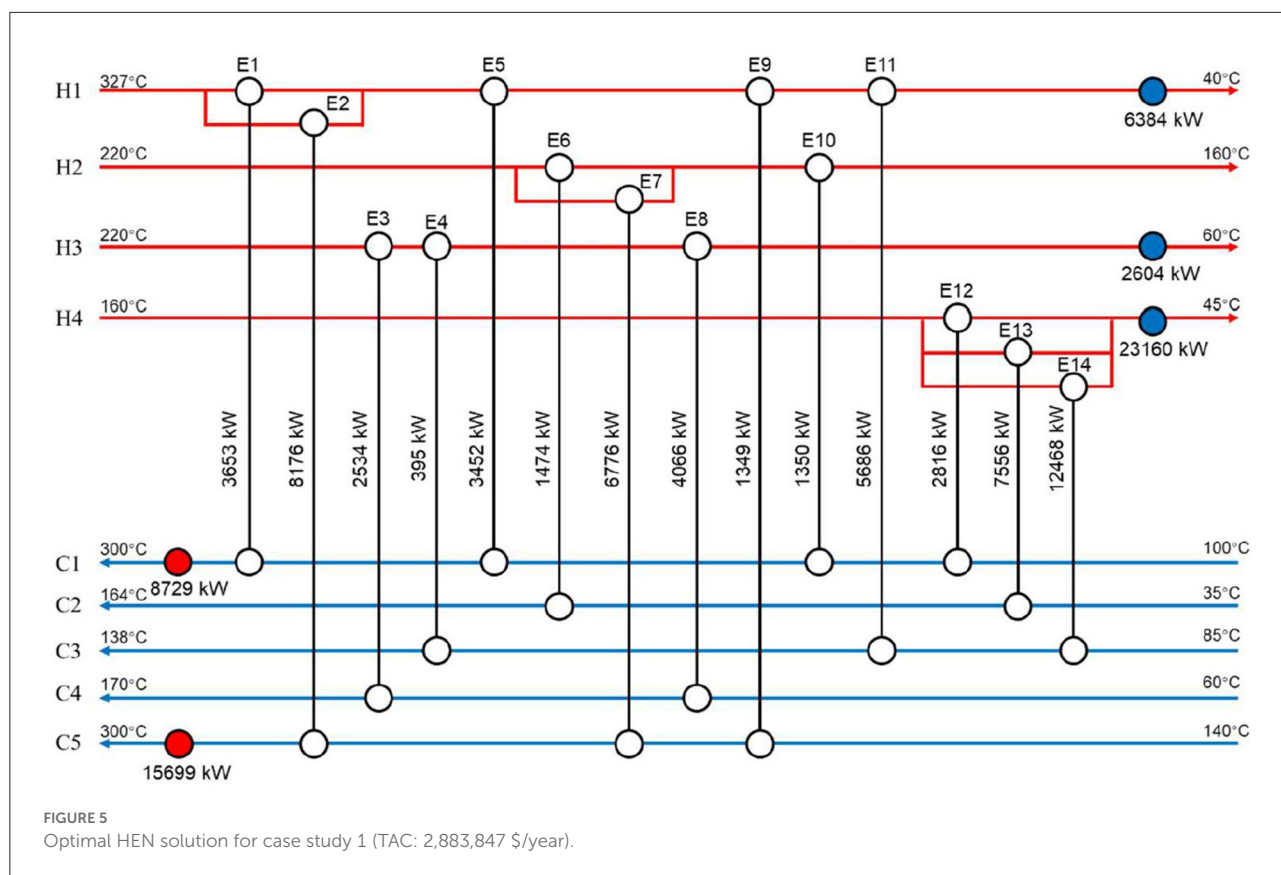 E1 E5 E9 E11
H1 327°C 40°C
E2
6384 kW
E6 E10
H2 220°C 160°C
E7
E3 E4 E8
H3 220°C 60°C
2604 kW
E12
H4 160°C 45°C
E13
23160 kW
E14
3653 kW
8176 kW
2534 kW
395 kW
3452 kW
1474 kW
6776 kW
4066 kW
1349 kW
1350 kW
5686 kW
2816 kW
7556 kW
12468 kW
C1 300°C 100°C
8729 kW
C2 164°C 35°C
C3 138°C 85°C
C4 170°C 60°C
C5 300°C 140°C
15699 kW
FIGURE 5
Optimal HEN solution for case study 1 (TAC: 2,883,847 $/year).